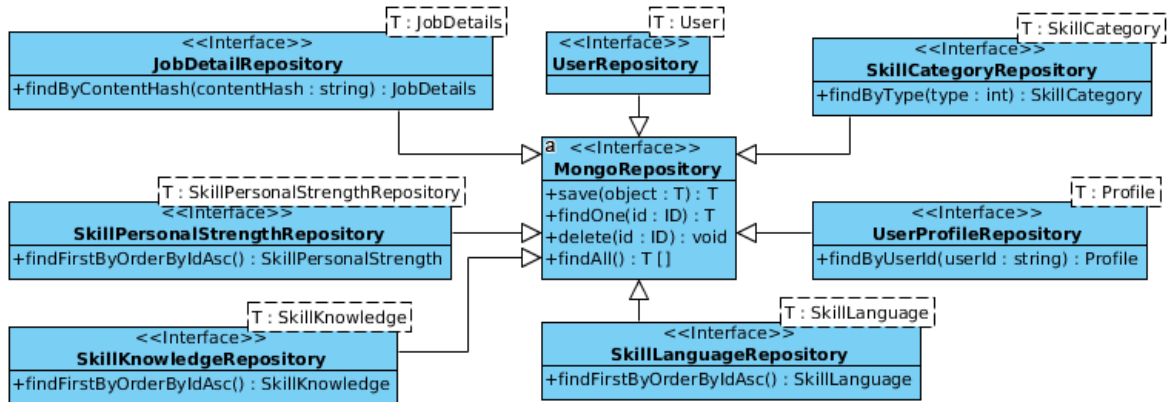 T : JobDetails
<<Interface>>
JobDetailRepository
+findByContentHash(contentHash : string) : JobDetails
T : User
<<Interface>>
UserRepository
T : SkillCategory
<<Interface>>
SkillCategoryRepository
+findByType(type : int) : SkillCategory
a
<<Interface>>
MongoRepository
+save(object : T) : T
+findOne(id : ID) : T
+delete(id : ID) : void
+findAll() : T []
T : SkillPersonalStrengthRepository
<<Interface>>
SkillPersonalStrengthRepository
+findFirstByOrderByIdAsc() : SkillPersonalStrength
T : Profile
<<Interface>>
UserProfileRepository
+findByUserId(userId : string) : Profile
T : SkillKnowledge
<<Interface>>
SkillKnowledgeRepository
+findFirstByOrderByIdAsc() : SkillKnowledge
T : SkillLanguage
<<Interface>>
SkillLanguageRepository
+findFirstByOrderByIdAsc() : SkillLanguage